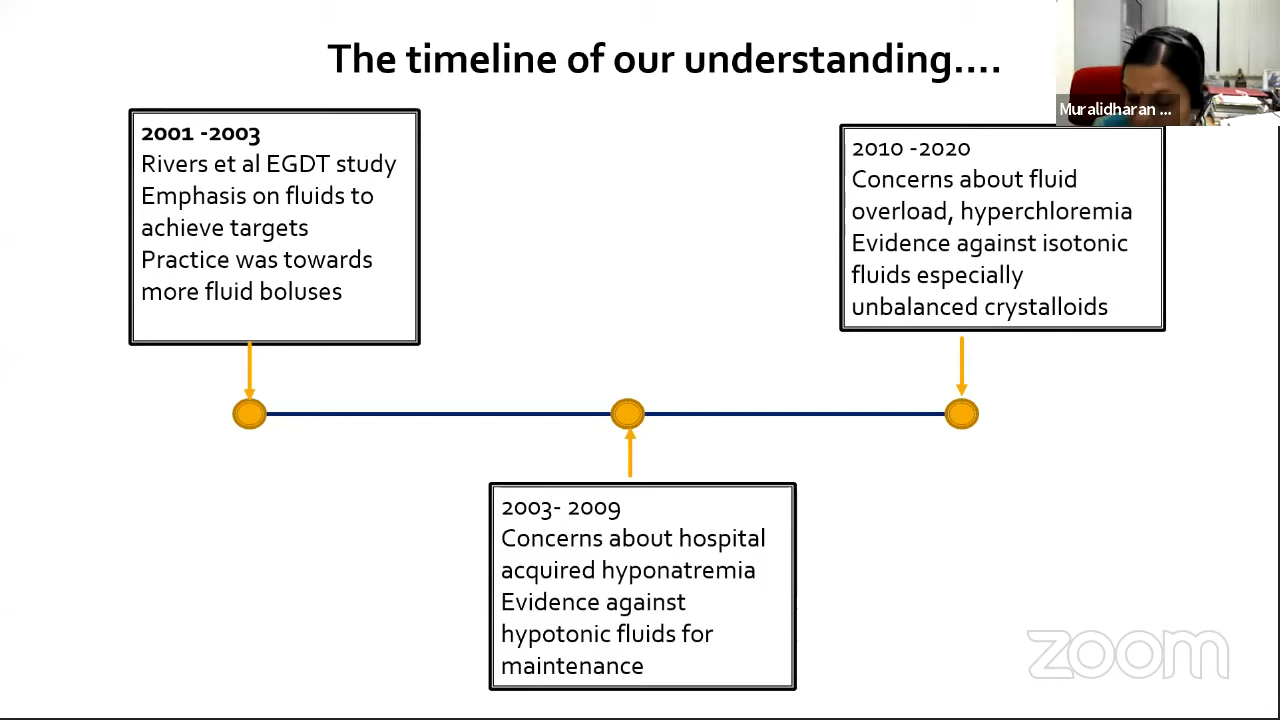 The timeline of our understanding....
Muralidharan ...
2001 -2003
Rivers et al EGDT study
Emphasis on fluids to
achieve targets
Practice was towards
more fluid boluses
2010 -2020
Concerns about fluid
overload, hyperchloremia
Evidence against isotonic
fluids especially
unbalanced crystalloids
2003- 2009
Concerns about hospital
acquired hyponatremia
Evidence against
hypotonic fluids for
maintenance
zoom